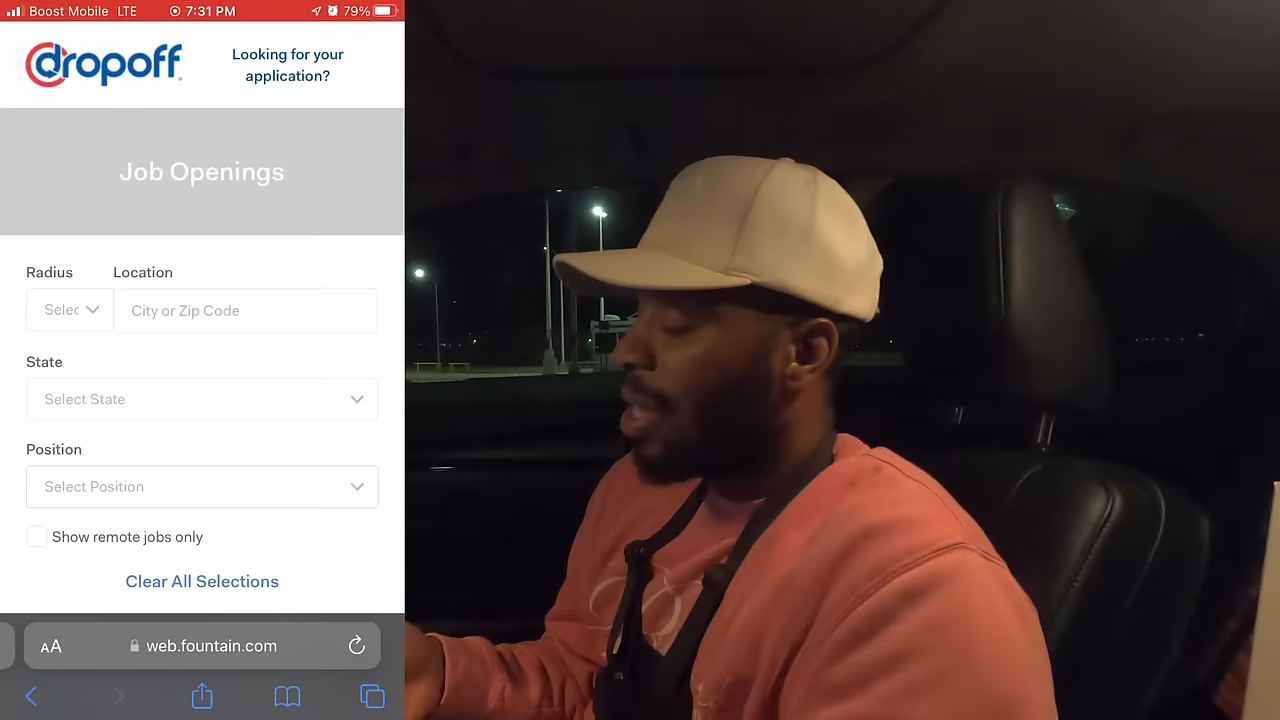 Boost Mobile LTE 7:31 PM 79%
dropoff
Looking for your
application?
Job Openings
Radius Location
Selec City or Zip Code
State
Select State
Position
Select Position
Show remote jobs only
Clear All Selections
AA web.fountain.com